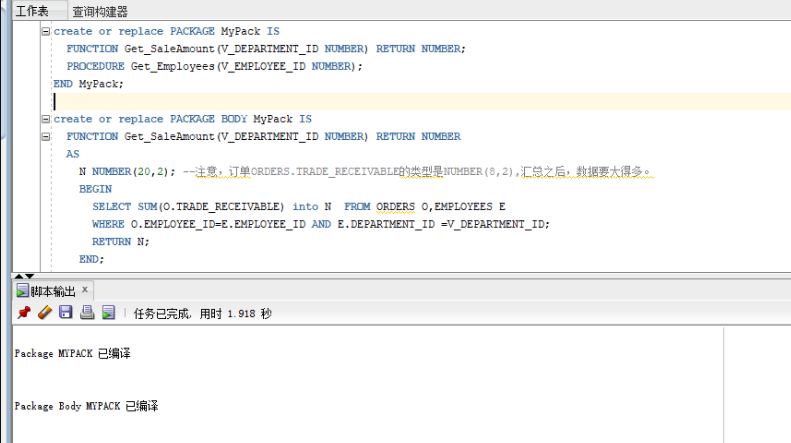 工作表 查询构建器
create or replace PACKAGE MyPack IS
FUNCTION Get_SaleAmount(V_DEPARTMENT_ID NUMBER) RETURN NUMBER;
PROCEDURE Get_Employees(V_EMPLOYEE_ID NUMBER);
END MyPack;
create or replace PACKAGE BODY MyPack IS
FUNCTION Get_SaleAmount(V_DEPARTMENT_ID NUMBER) RETURN NUMBER
AS
N NUMBER(20,2); --注意，订单ORDERS.TRADE_RECEIVABLE的类型是NUMBER(8,2),汇总之后，数据要大得多。
BEGIN
SELECT SUM(O.TRADE_RECEIVABLE) into N  FROM ORDERS O,EMPLOYEES E
WHERE O.EMPLOYEE_ID=E.EMPLOYEE_ID AND E.DEPARTMENT_ID =V_DEPARTMENT_ID;
RETURN N;
END;
脚本输出 x
任务已完成, 用时 1.918 秒
Package MYPACK 已编译
Package Body MYPACK 已编译